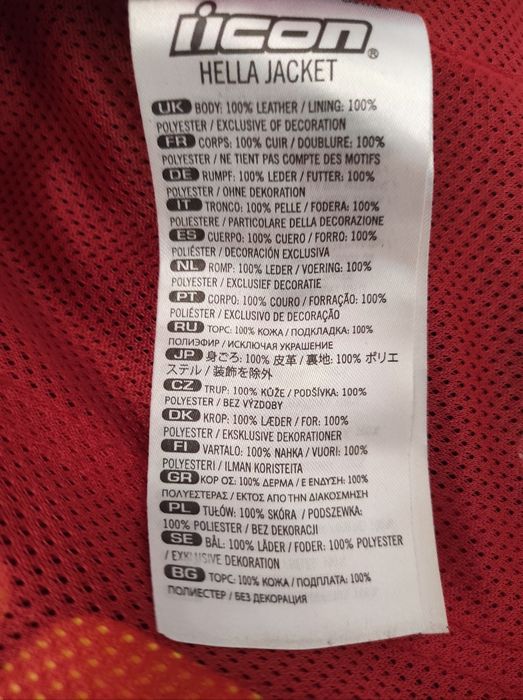 icon®
HELLA JACKET
UK BODY: 100% LEATHER / LINING: 100%
POLYESTER / EXCLUSIVE OF DECORATION
FR CORPS: 100% CUIR / DOUBLURE: 100%
POLYESTER / NE TIENT PAS COMPTE DES MOTIFS
DE RUMPF: 100% LEDER / FUTTER: 100%
POLYESTER / OHNE DEKORATION
IT TRONCO: 100% PELLE / FODERA: 100%
POLIESTERE / PARTICOLARE DELLA DECORAZIONE
ES CUERPO: 100% CUERO / FORRO: 100%
POLIÉSTER / DECORACIÓN EXCLUSIVA
NL ROMP: 100% LEDER / VOERING: 100%
POLYESTER / EXCLUSIEF DECORATIE
PT CORPO: 100% COURO / FORRAÇÃO: 100%
POLIÉSTER / EXCLUSIVO DE DECORAÇÃO
RU ТОРС: 100% КОЖА / ПОДКЛАДКА: 100%
ПОЛИЭФИР / ИСКЛЮЧАЯ УКРАШЕНИЕ
JP 身ごろ: 100% 皮革 / 裏地: 100% ポリエ
ステル / 装飾を除外
CZ TRUP: 100% KŮŽE / PODŠÍVKA: 100%
POLYESTER / BEZ VÝZDOBY
DK KROP: 100% LÆDER / FOR: 100%
POLYESTER / EKSKLUSIVE DEKORATIONER
FI VARTALO: 100% NAHKA / VUORI: 100%
POLYESTERI / ILMAN KORISTEITA
GR ΚΟΡ ΟΣ: 100% ΔΕΡΜΑ / Ε ΕΝΔΥΣΗ: 100%
ΠΟΛΥΕΣΤΕΡΑΣ / ΕΚΤΟΣ ΑΠΟ ΤΗΝ ΔΙΑΚΟΣΜΗΣΗ
PL TUŁÓW: 100% SKÓRA / PODSZEWKA:
100% POLIESTER / BEZ DEKORACJI
SE BÅL: 100% LÄDER / FODER: 100% POLYESTER
/ EXKLUSIVE DEKORATION
BG ТОРС: 100% КОЖА / ПОДПЛАТА: 100%
ПОЛИЕСТЕР / БЕЗ ДЕКОРАЦИЯ